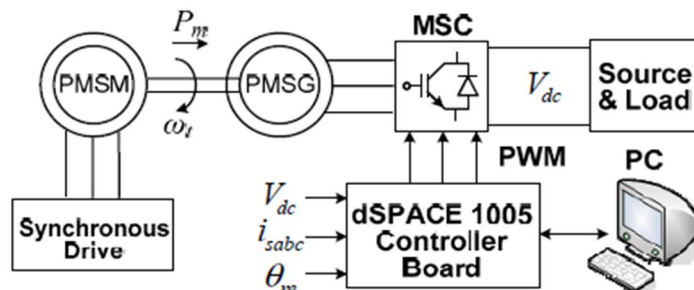 P_m
MSC
PMSM
PMSG
ω_t
V_dc
Source
& Load
PWM
PC
Synchronous
Drive
V_dc
i_sabc
θ_m
dSPACE 1005
Controller
Board